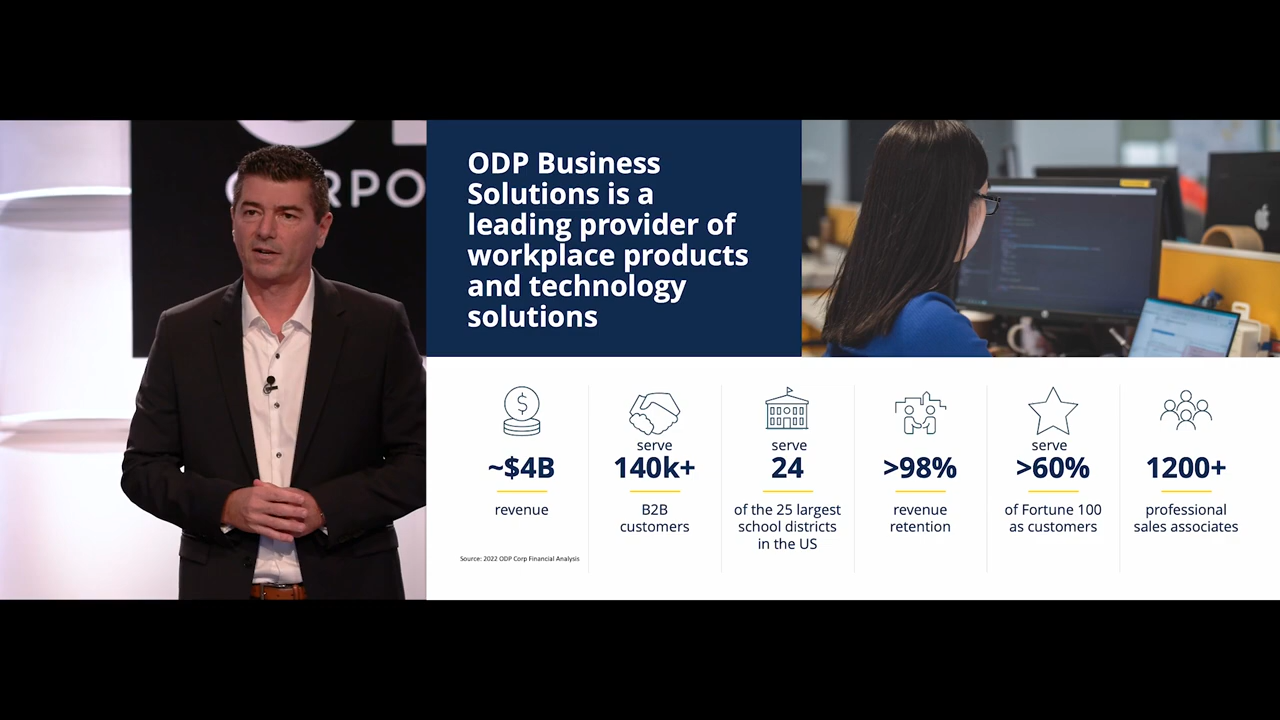 CORPO
ODP Business
Solutions is a
leading provider of
workplace products
and technology
solutions
~$4B
revenue
serve
140k+
B2B
customers
serve
24
of the 25 largest
school districts
in the US
>98%
revenue
retention
serve
>60%
of Fortune 100
as customers
1200+
professional
sales associates
Source: 2022 ODP Corp Financial Analysis